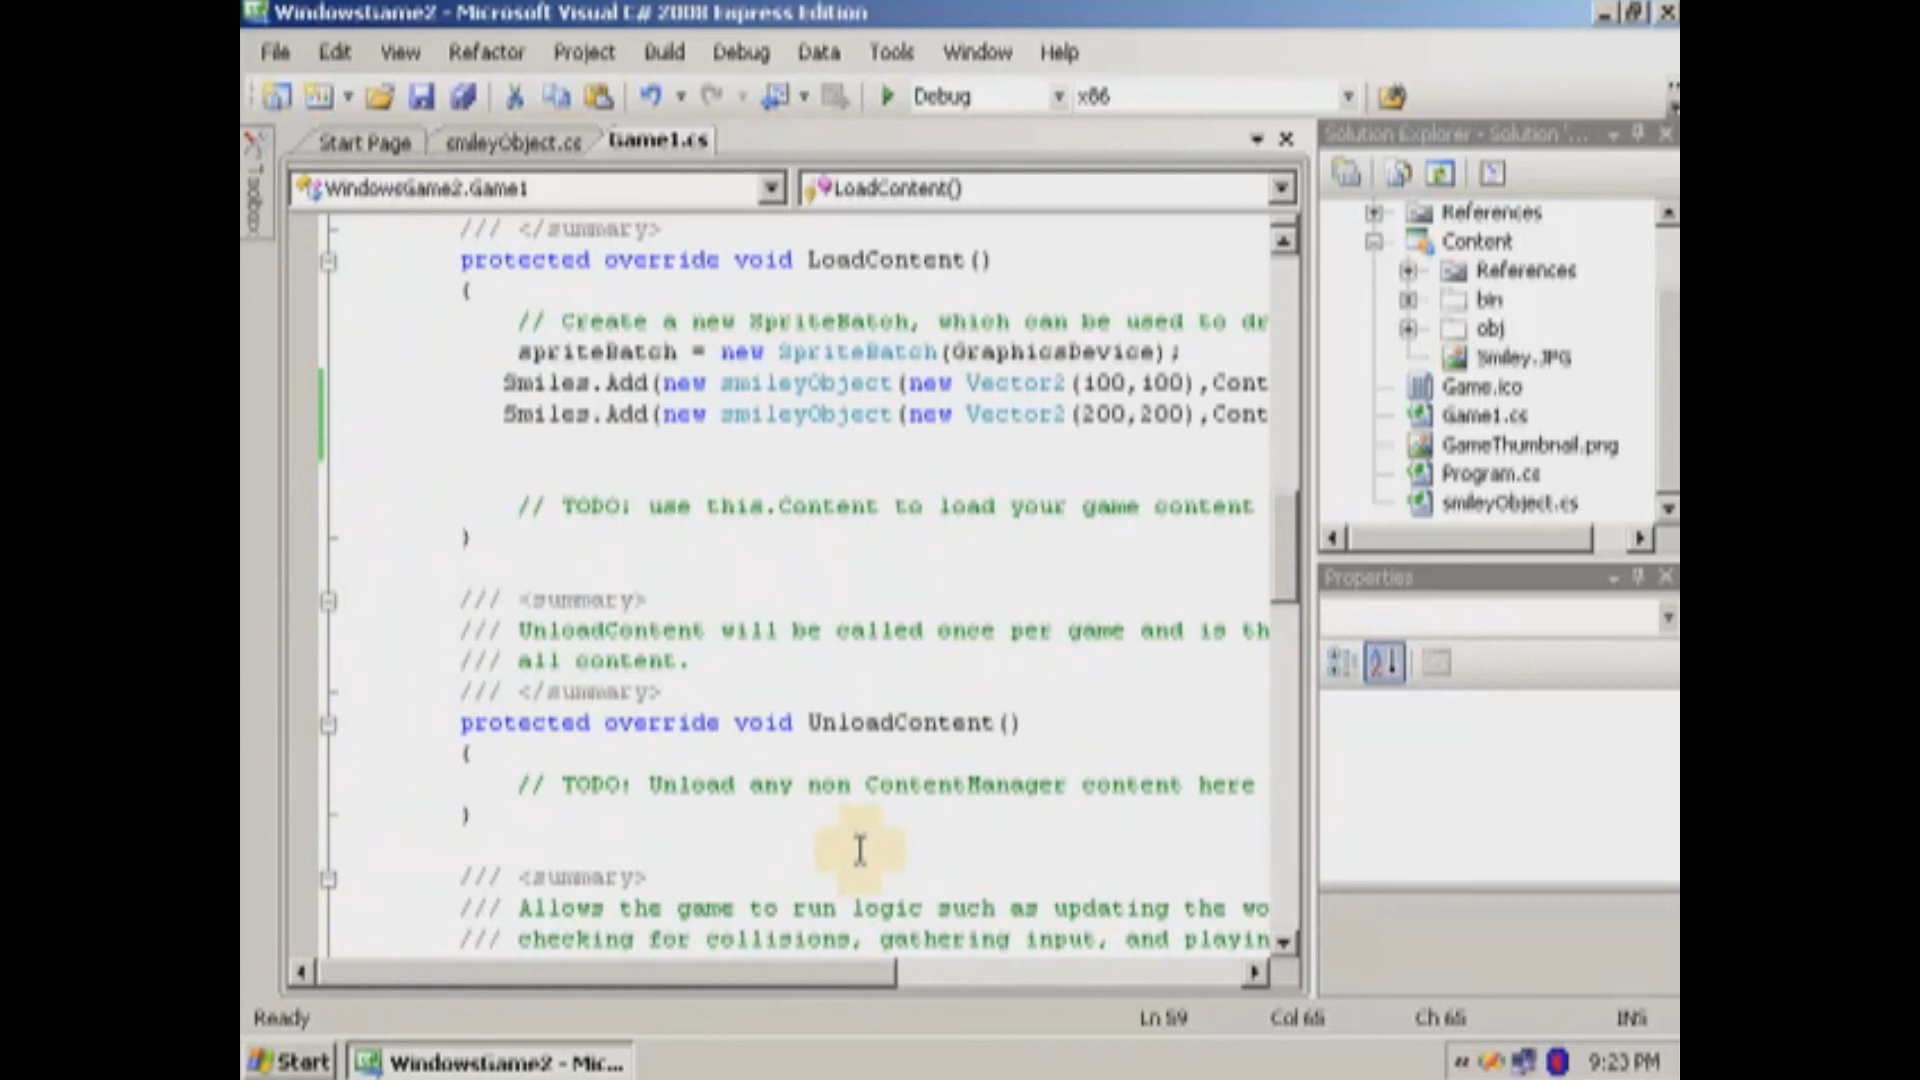 WindowsGame2 - Microsoft Visual C# 2008 Express Edition
File Edit View Refactor Project Build Debug Data Tools Window Help
Debug x86
Start Page smileyObject.cs Game1.cs
Toolbox
WindowsGame2.Game1 LoadContent()
/// </summary>
protected override void LoadContent()
{
// Create a new SpriteBatch, which can be used to dr
spriteBatch = new SpriteBatch(GraphicsDevice);
Smiles.Add(new smileyObject(new Vector2(100,100),Cont
Smiles.Add(new smileyObject(new Vector2(200,200),Cont
// TODO: use this.Content to load your game content
}
/// <summary>
/// UnloadContent will be called once per game and is th
/// all content.
/// </summary>
protected override void UnloadContent()
{
// TODO: Unload any non ContentManager content here
}
/// <summary>
/// Allows the game to run logic such as updating the wo
/// checking for collisions, gathering input, and playin
Solution Explorer - Solution '...
References
Content
References
bin
obj
Smiley.JPG
Game.ico
Game1.cs
GameThumbnail.png
Program.cs
smileyObject.cs
Properties
Ready Ln 59 Col 65 Ch 65 INS
Start WindowsGame2 - Mic... 9:23 PM